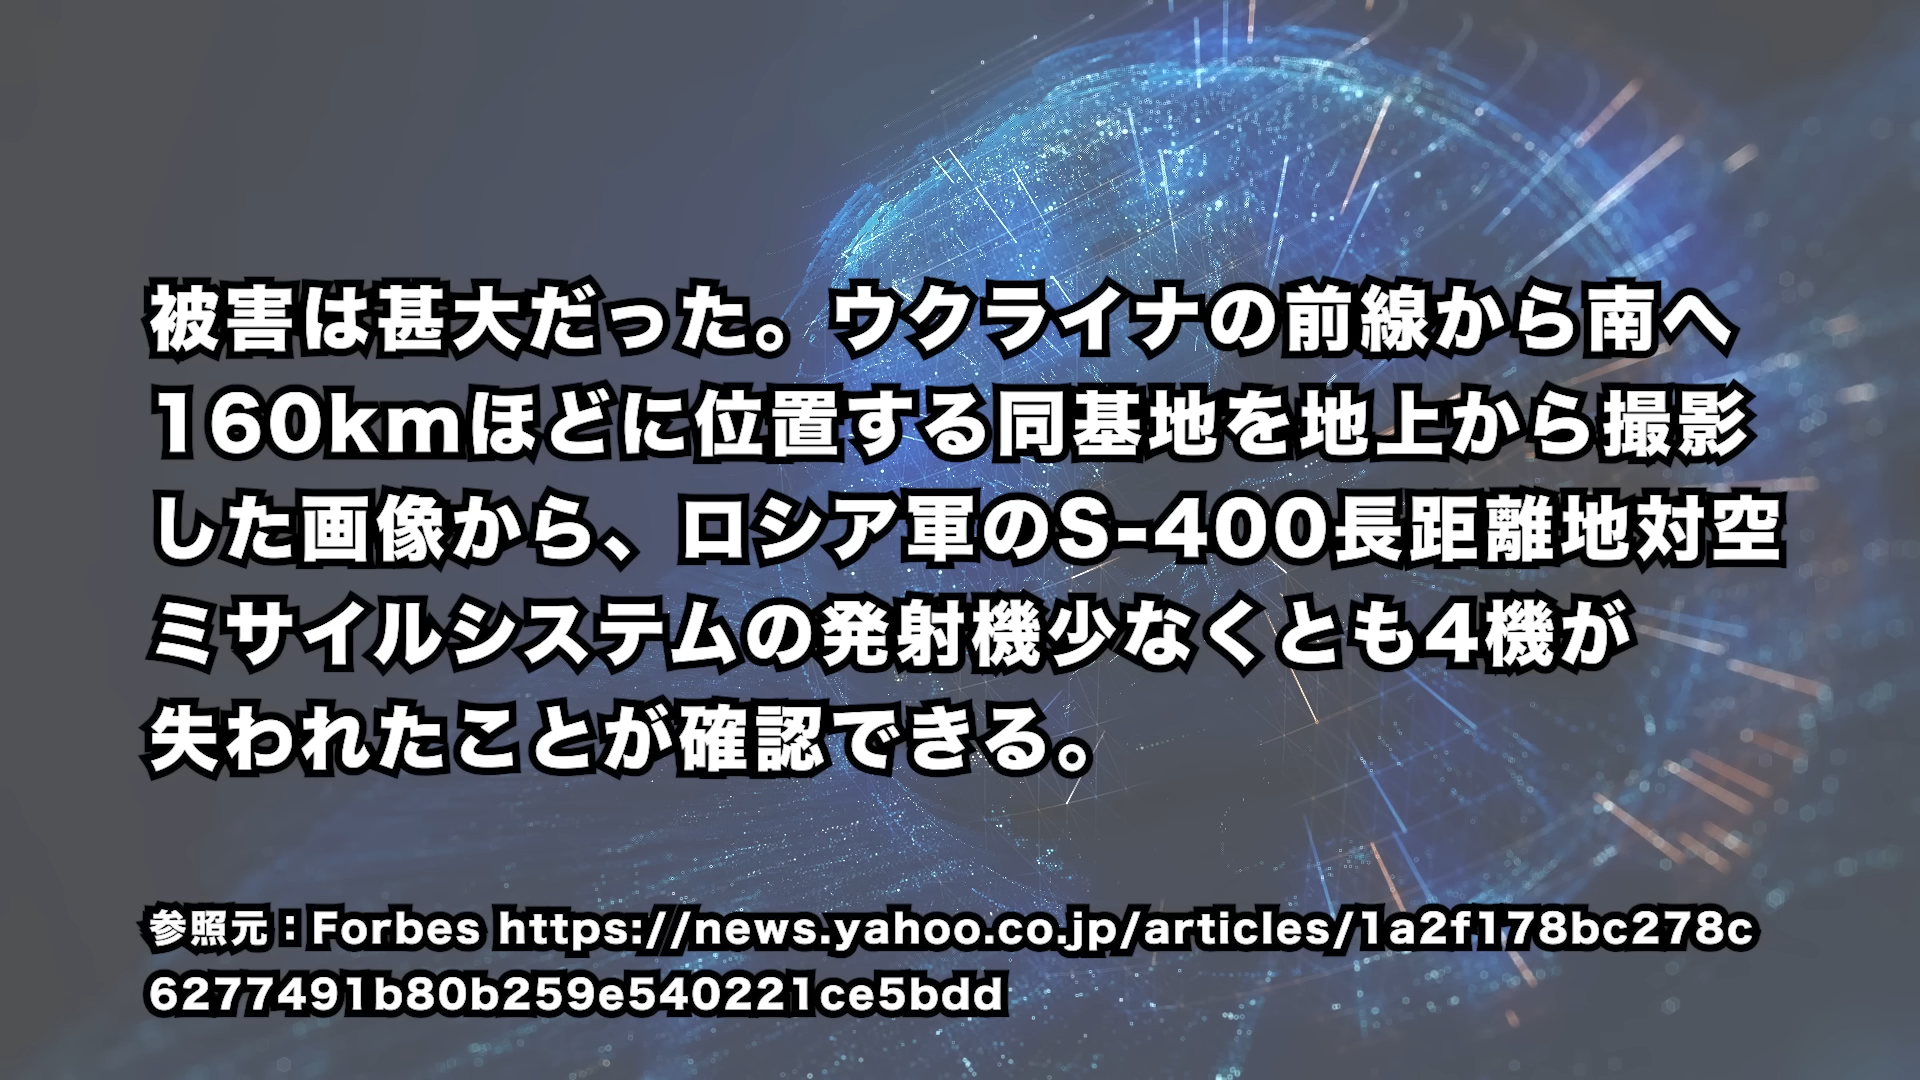 被害は甚大だった。ウクライナの前線から南へ
160kmほどに位置する同基地を地上から撮影
した画像から、ロシア軍のS-400長距離地対空
ミサイルシステムの発射機少なくとも4機が
失われたことが確認できる。
参照元：Forbes https://news.yahoo.co.jp/articles/1a2f178bc278c
6277491b80b259e540221ce5bdd